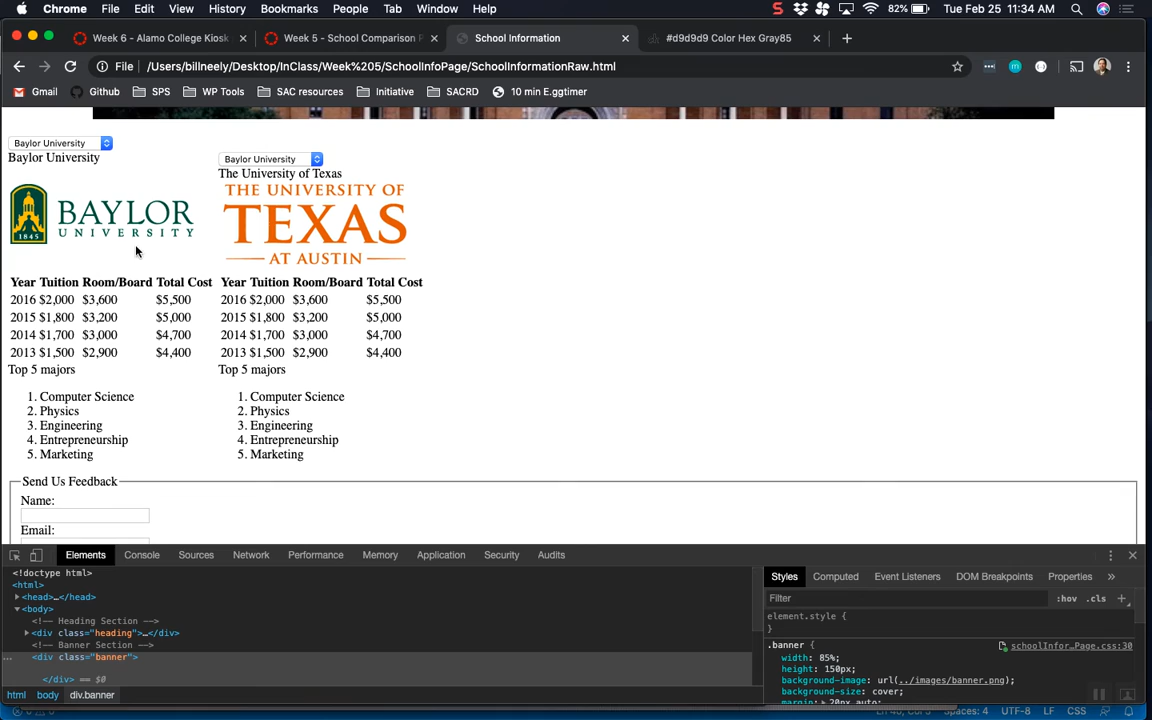 Chrome File Edit View History Bookmarks People Tab Window Help 82% Tue Feb 25 11:34 AM
Week 6 - Alamo College Kiosk Week 5 - School Comparison P School Information #d9d9d9 Color Hex Gray85
File /Users/billneely/Desktop/InClass/Week%205/SchoolInfoPage/SchoolInformationRaw.html
Gmail Github SPS WP Tools SAC resources Initiative SACRD 10 min E.ggtimer
Baylor University
Baylor University
1845
BAYLOR
UNIVERSITY
Year Tuition Room/Board Total Cost
2016 $2,000 $3,600 $5,500
2015 $1,800 $3,200 $5,000
2014 $1,700 $3,000 $4,700
2013 $1,500 $2,900 $4,400
Top 5 majors
1. Computer Science
2. Physics
3. Engineering
4. Entrepreneurship
5. Marketing
Baylor University
The University of Texas
THE UNIVERSITY OF
TEXAS
AT AUSTIN
Year Tuition Room/Board Total Cost
2016 $2,000 $3,600 $5,500
2015 $1,800 $3,200 $5,000
2014 $1,700 $3,000 $4,700
2013 $1,500 $2,900 $4,400
Top 5 majors
1. Computer Science
2. Physics
3. Engineering
4. Entrepreneurship
5. Marketing
Send Us Feedback
Name:
Email:
Elements Console Sources Network Performance Memory Application Security Audits
<!doctype html>
<html>
<head>…</head>
<body>
<!-- Heading Section -->
<div class="heading">…</div>
<!-- Banner Section -->
<div class="banner">
</div> == $0
html body div.banner
Styles Computed Event Listeners DOM Breakpoints Properties »
Filter :hov .cls +
element.style {
}
.banner { schoolInfor…Page.css:30
width: 85%;
height: 150px;
background-image: url(../images/banner.png);
background-size: cover;
margin: 20px auto;
Spaces: 4 UTF-8 LF CSS